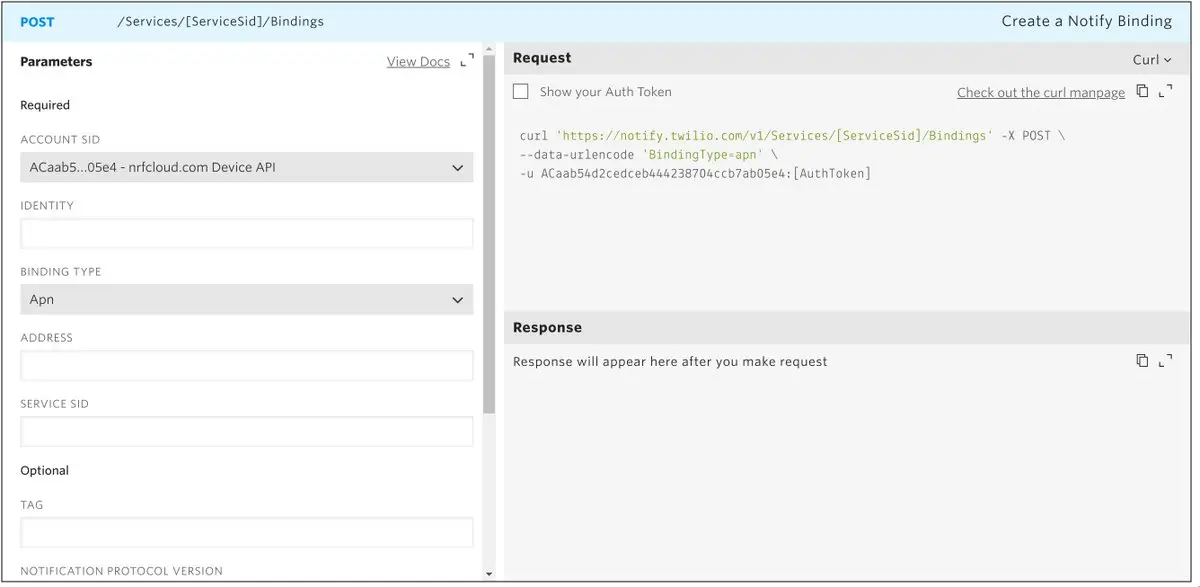 POST /Services/[ServiceSid]/Bindings Create a Notify Binding
Parameters View Docs
Required
ACCOUNT SID
ACaab5...05e4 - nrfcloud.com Device API
IDENTITY
BINDING TYPE
Apn
ADDRESS
SERVICE SID
Optional
TAG
NOTIFICATION PROTOCOL VERSION
Request Curl
Show your Auth Token Check out the curl manpage
curl 'https://notify.twilio.com/v1/Services/[ServiceSid]/Bindings' -X POST \
--data-urlencode 'BindingType=apn' \
-u ACaab54d2cedceb444238704ccb7ab05e4:[AuthToken]
Response
Response will appear here after you make request